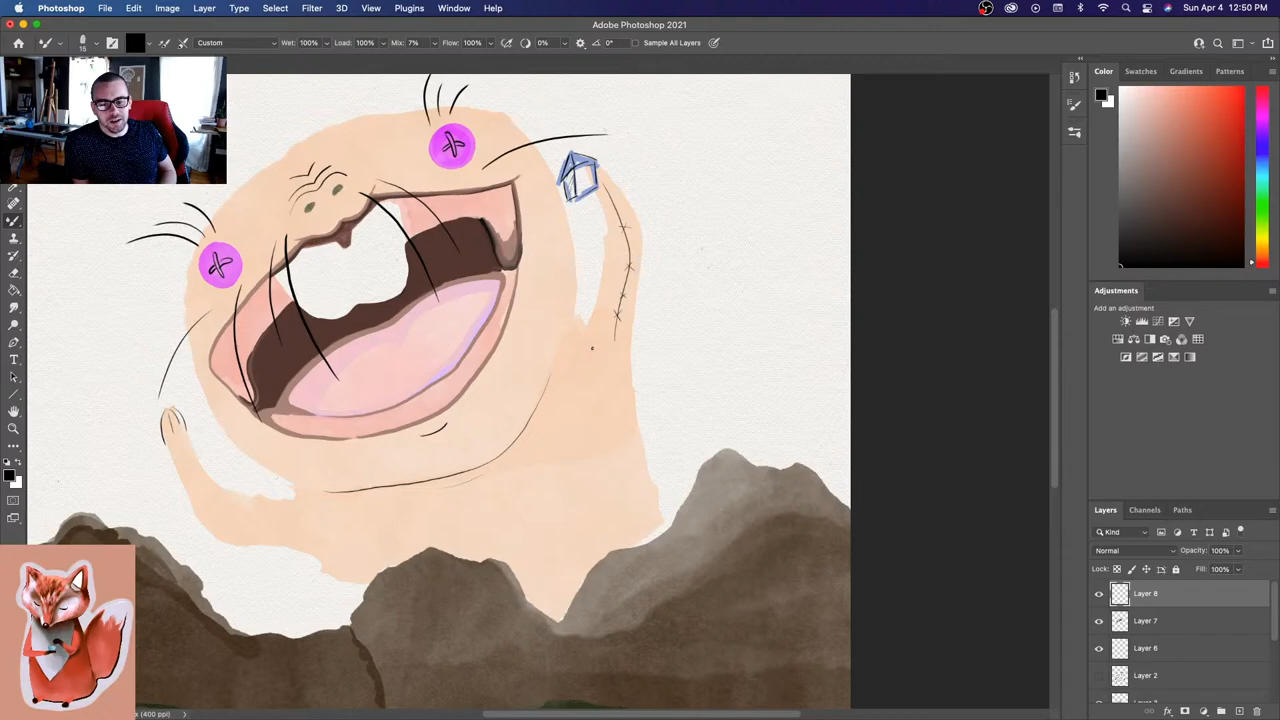 Photoshop File Edit Image Layer Type Select Filter 3D View Plugins Window Help
Sun Apr 4 12:50 PM
Adobe Photoshop 2021
15
Custom
Wet: 100%
Load: 100%
Mix: 7%
Flow: 100%
0%
0°
Sample All Layers
Color Swatches Gradients Patterns
Adjustments
Add an adjustment
Layers Channels Paths
Kind
Normal
Opacity: 100%
Lock:
Fill: 100%
Layer 8
Layer 7
Layer 6
Layer 2
(400 ppi)